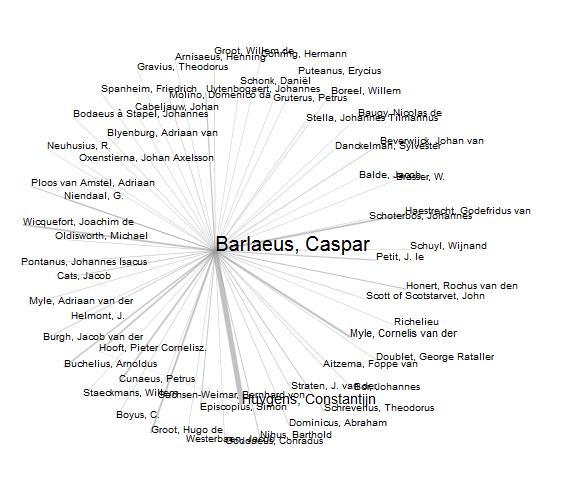 Groot, Willem de
Conring, Hermann
Arnisaeus, Henning
Gravius, Theodorus
Puteanus, Erycius
Schonk, Daniël
Spanheim, Friedrich
Uytenbogaert, Johannes
Boreel, Willem
Molino, Domenico da
Gruterus, Petrus
Cabeljauw, Johan
Bodaeus à Stapel, Johannes
Baugy, Nicolas de
Stella, Johannes Tilmannus
Blyenburg, Adriaan van
Beverwijck, Johan van
Neuhusius, R.
Danckelman, Sylvester
Oxenstierna, Johan Axelsson
Balde, Jacob
Brasser, W.
Ploos van Amstel, Adriaan
Niendaal, G.
Haestrecht, Godefridus van
Schoterbos, Johannes
Wicquefort, Joachim de
Oldisworth, Michael
Barlaeus, Caspar
Schuyl, Wijnand
Petit, J. le
Pontanus, Johannes Isacus
Cats, Jacob
Honert, Rochus van den
Scott of Scotstarvet, John
Myle, Adriaan van der
Helmont, J.
Richelieu
Myle, Cornelis van der
Burgh, Jacob van der
Hooft, Pieter Cornelisz.
Doublet, George Rataller
Buchelius, Arnoldus
Aitzema, Foppe van
Cunaeus, Petrus
Straten, J. van der
Bor, Johannes
Staeckmans, Willem
Sachsen-Weimar, Bernhard von
Huygens, Constantijn
Episcopius, Simon
Schrevelius, Theodorus
Boyus, C.
Dominicus, Abraham
Groot, Hugo de
Nihus, Barthold
Westerbaen, Jacob
Goddaeus, Conradus